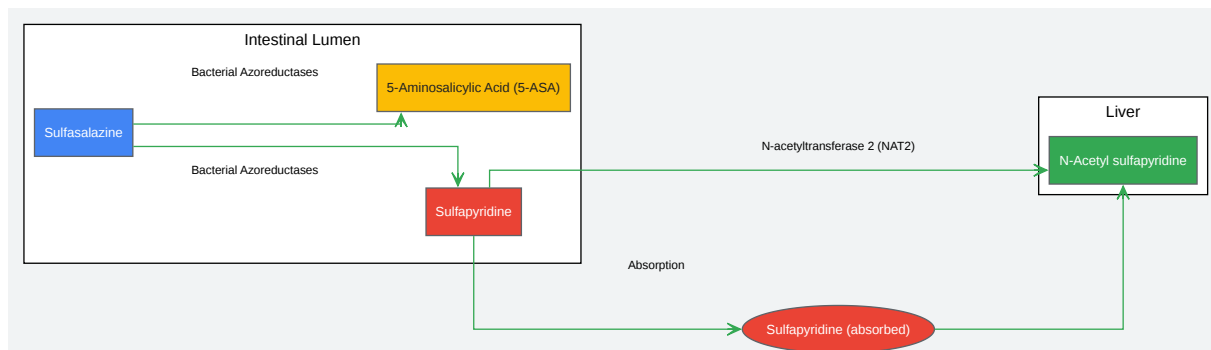 Intestinal Lumen
Bacterial Azoreductases
5-Aminosalicylic Acid (5-ASA)
Sulfasalazine
Bacterial Azoreductases
Sulfapyridine
N-acetyltransferase 2 (NAT2)
Liver
N-Acetyl sulfapyridine
Absorption
Sulfapyridine (absorbed)